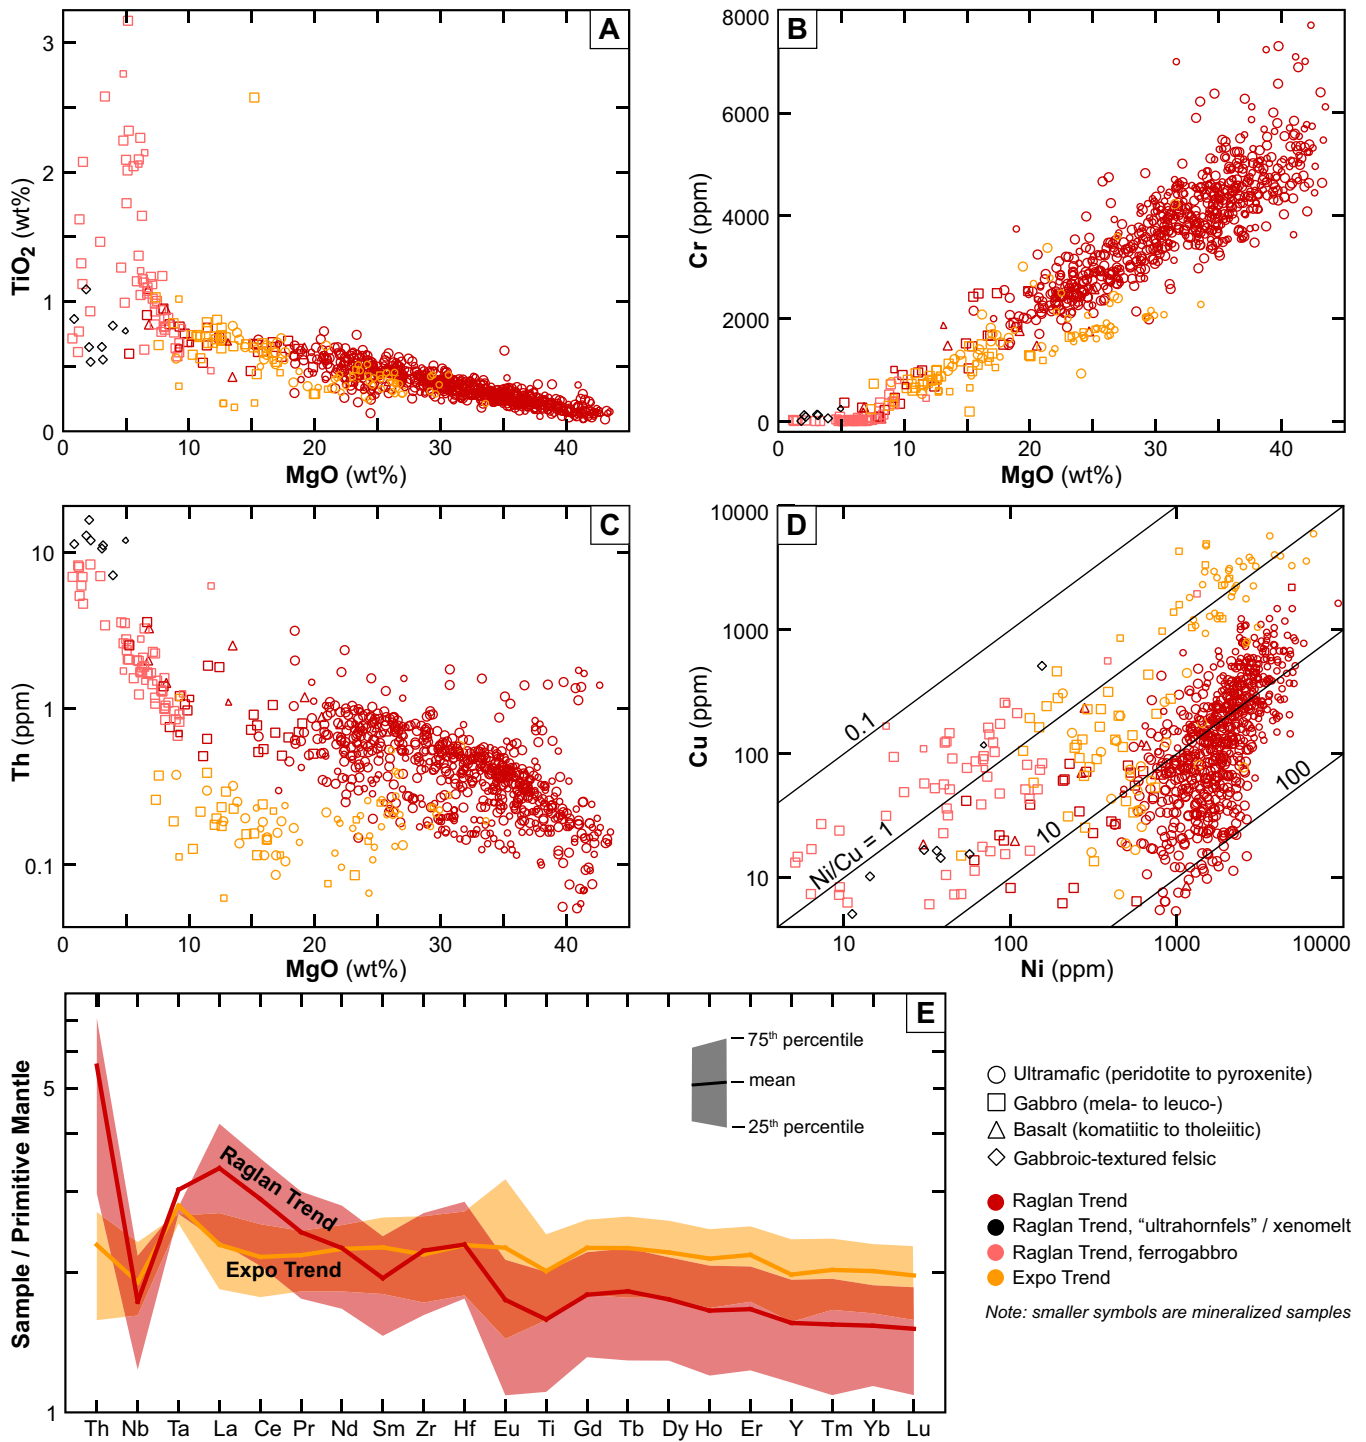 A
TiO2 (wt%)
3
2
1
0
0
10
20
30
40
MgO (wt%)
B
Cr (ppm)
8000
6000
4000
2000
0
0
10
20
30
40
MgO (wt%)
C
Th (ppm)
10
1
0.1
0
10
20
30
40
MgO (wt%)
D
Cu (ppm)
10000
1000
100
10
0.1
Ni/Cu = 1
10
100
10
100
1000
10000
Ni (ppm)
E
Sample / Primitive Mantle
5
1
75th percentile
mean
25th percentile
Raglan Trend
Expo Trend
Th Nb Ta La Ce Pr Nd Sm Zr Hf Eu Ti Gd Tb Dy Ho Er Y Tm Yb Lu
Ultramafic (peridotite to pyroxenite)
Gabbro (mela- to leuco-)
Basalt (komatiitic to tholeiitic)
Gabbroic-textured felsic
Raglan Trend
Raglan Trend, “ultrahornfels” / xenomelt
Raglan Trend, ferrogabbro
Expo Trend
Note: smaller symbols are mineralized samples